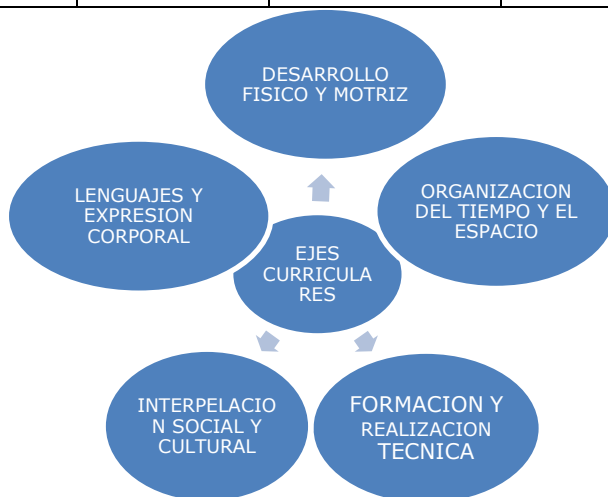 DESARROLLO
FISICO Y MOTRIZ
LENGUAJES Y
EXPRESION
CORPORAL
ORGANIZACION
DEL TIEMPO Y EL
ESPACIO
EJES
CURRICULA
RES
INTERPELACIO
N SOCIAL Y
CULTURAL
FORMACION Y
REALIZACION
TECNICA